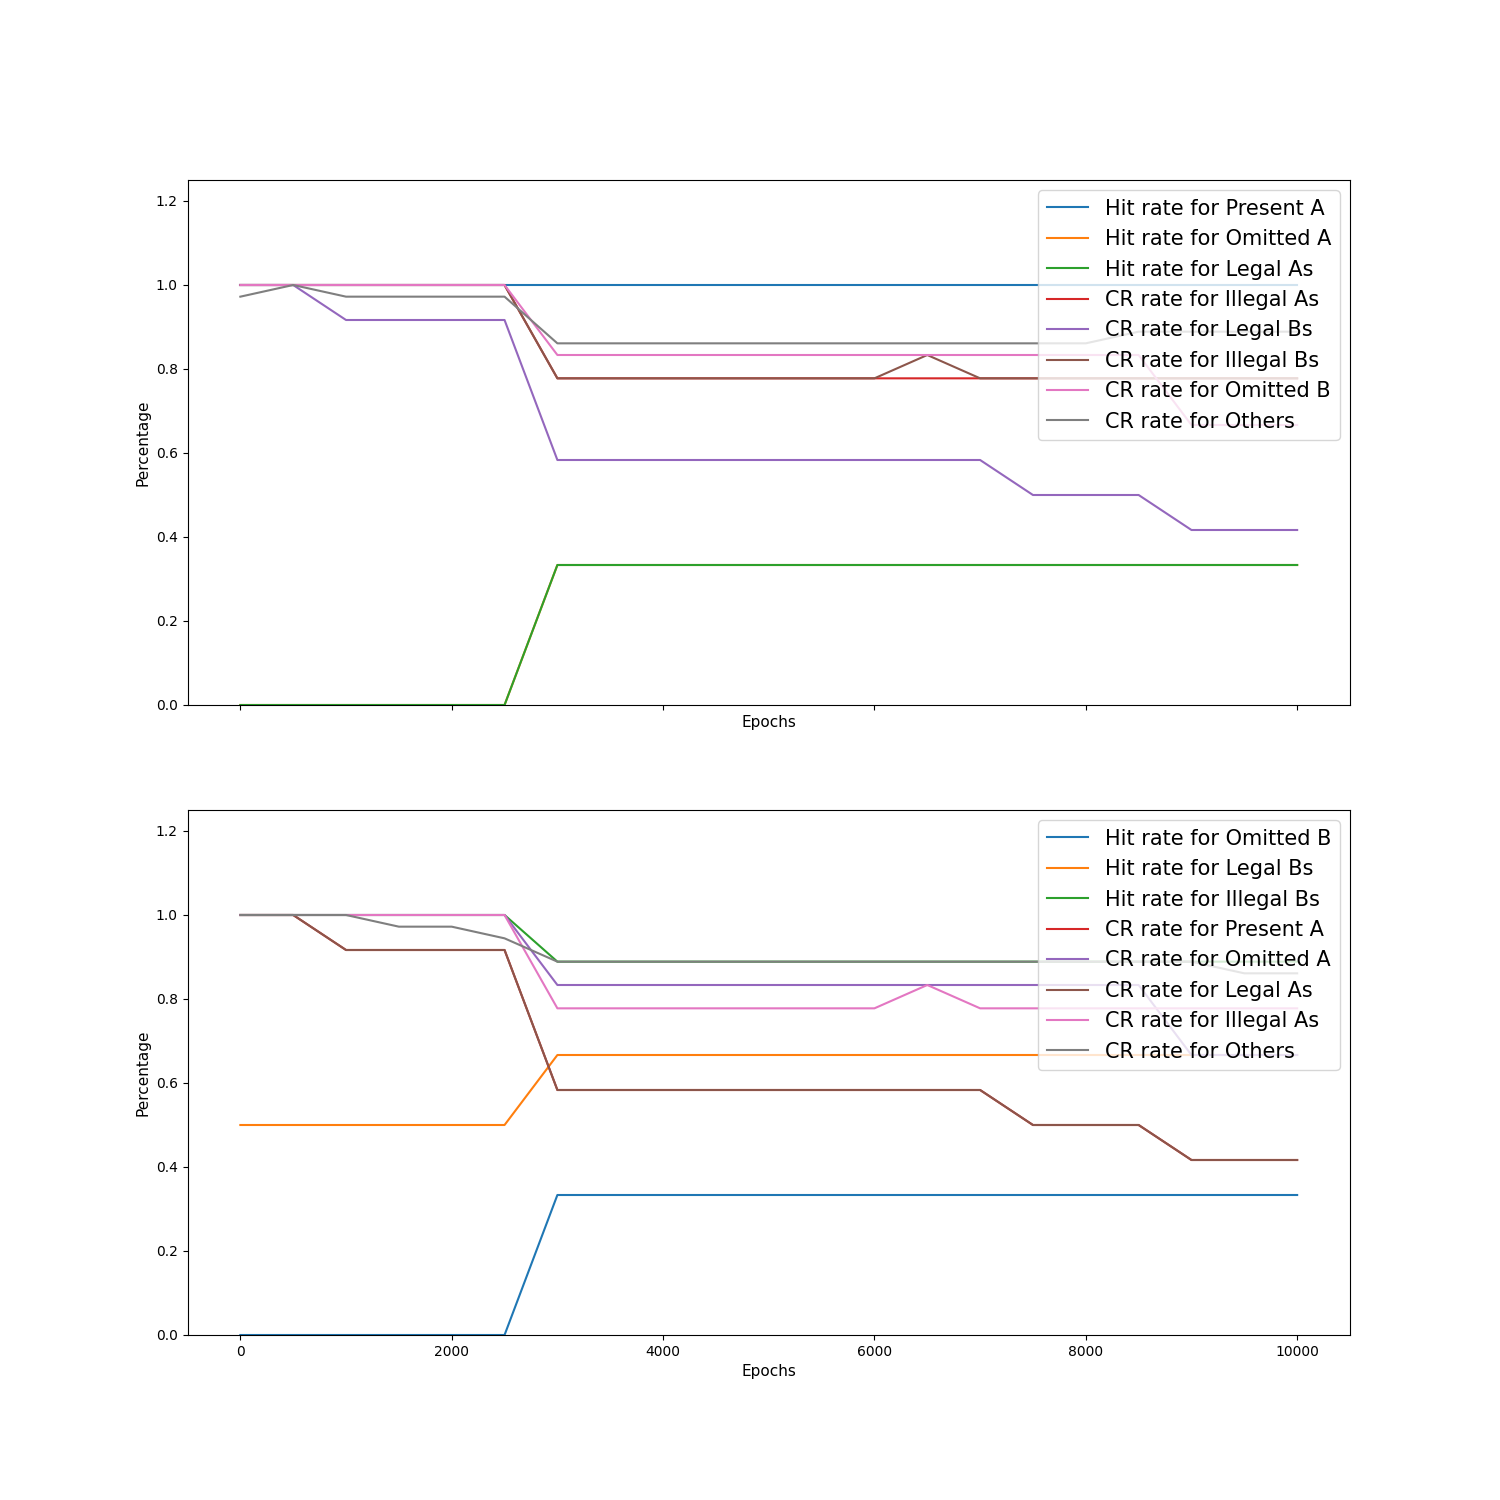 1.2
1.0
0.8
0.6
0.4
0.2
0.0
Percentage
Epochs
Hit rate for Present A
Hit rate for Omitted A
Hit rate for Legal As
CR rate for Illegal As
CR rate for Legal Bs
CR rate for Illegal Bs
CR rate for Omitted B
CR rate for Others
1.2
1.0
0.8
0.6
0.4
0.2
0.0
Percentage
0 2000 4000 6000 8000 10000
Epochs
Hit rate for Omitted B
Hit rate for Legal Bs
Hit rate for Illegal Bs
CR rate for Present A
CR rate for Omitted A
CR rate for Legal As
CR rate for Illegal As
CR rate for Others